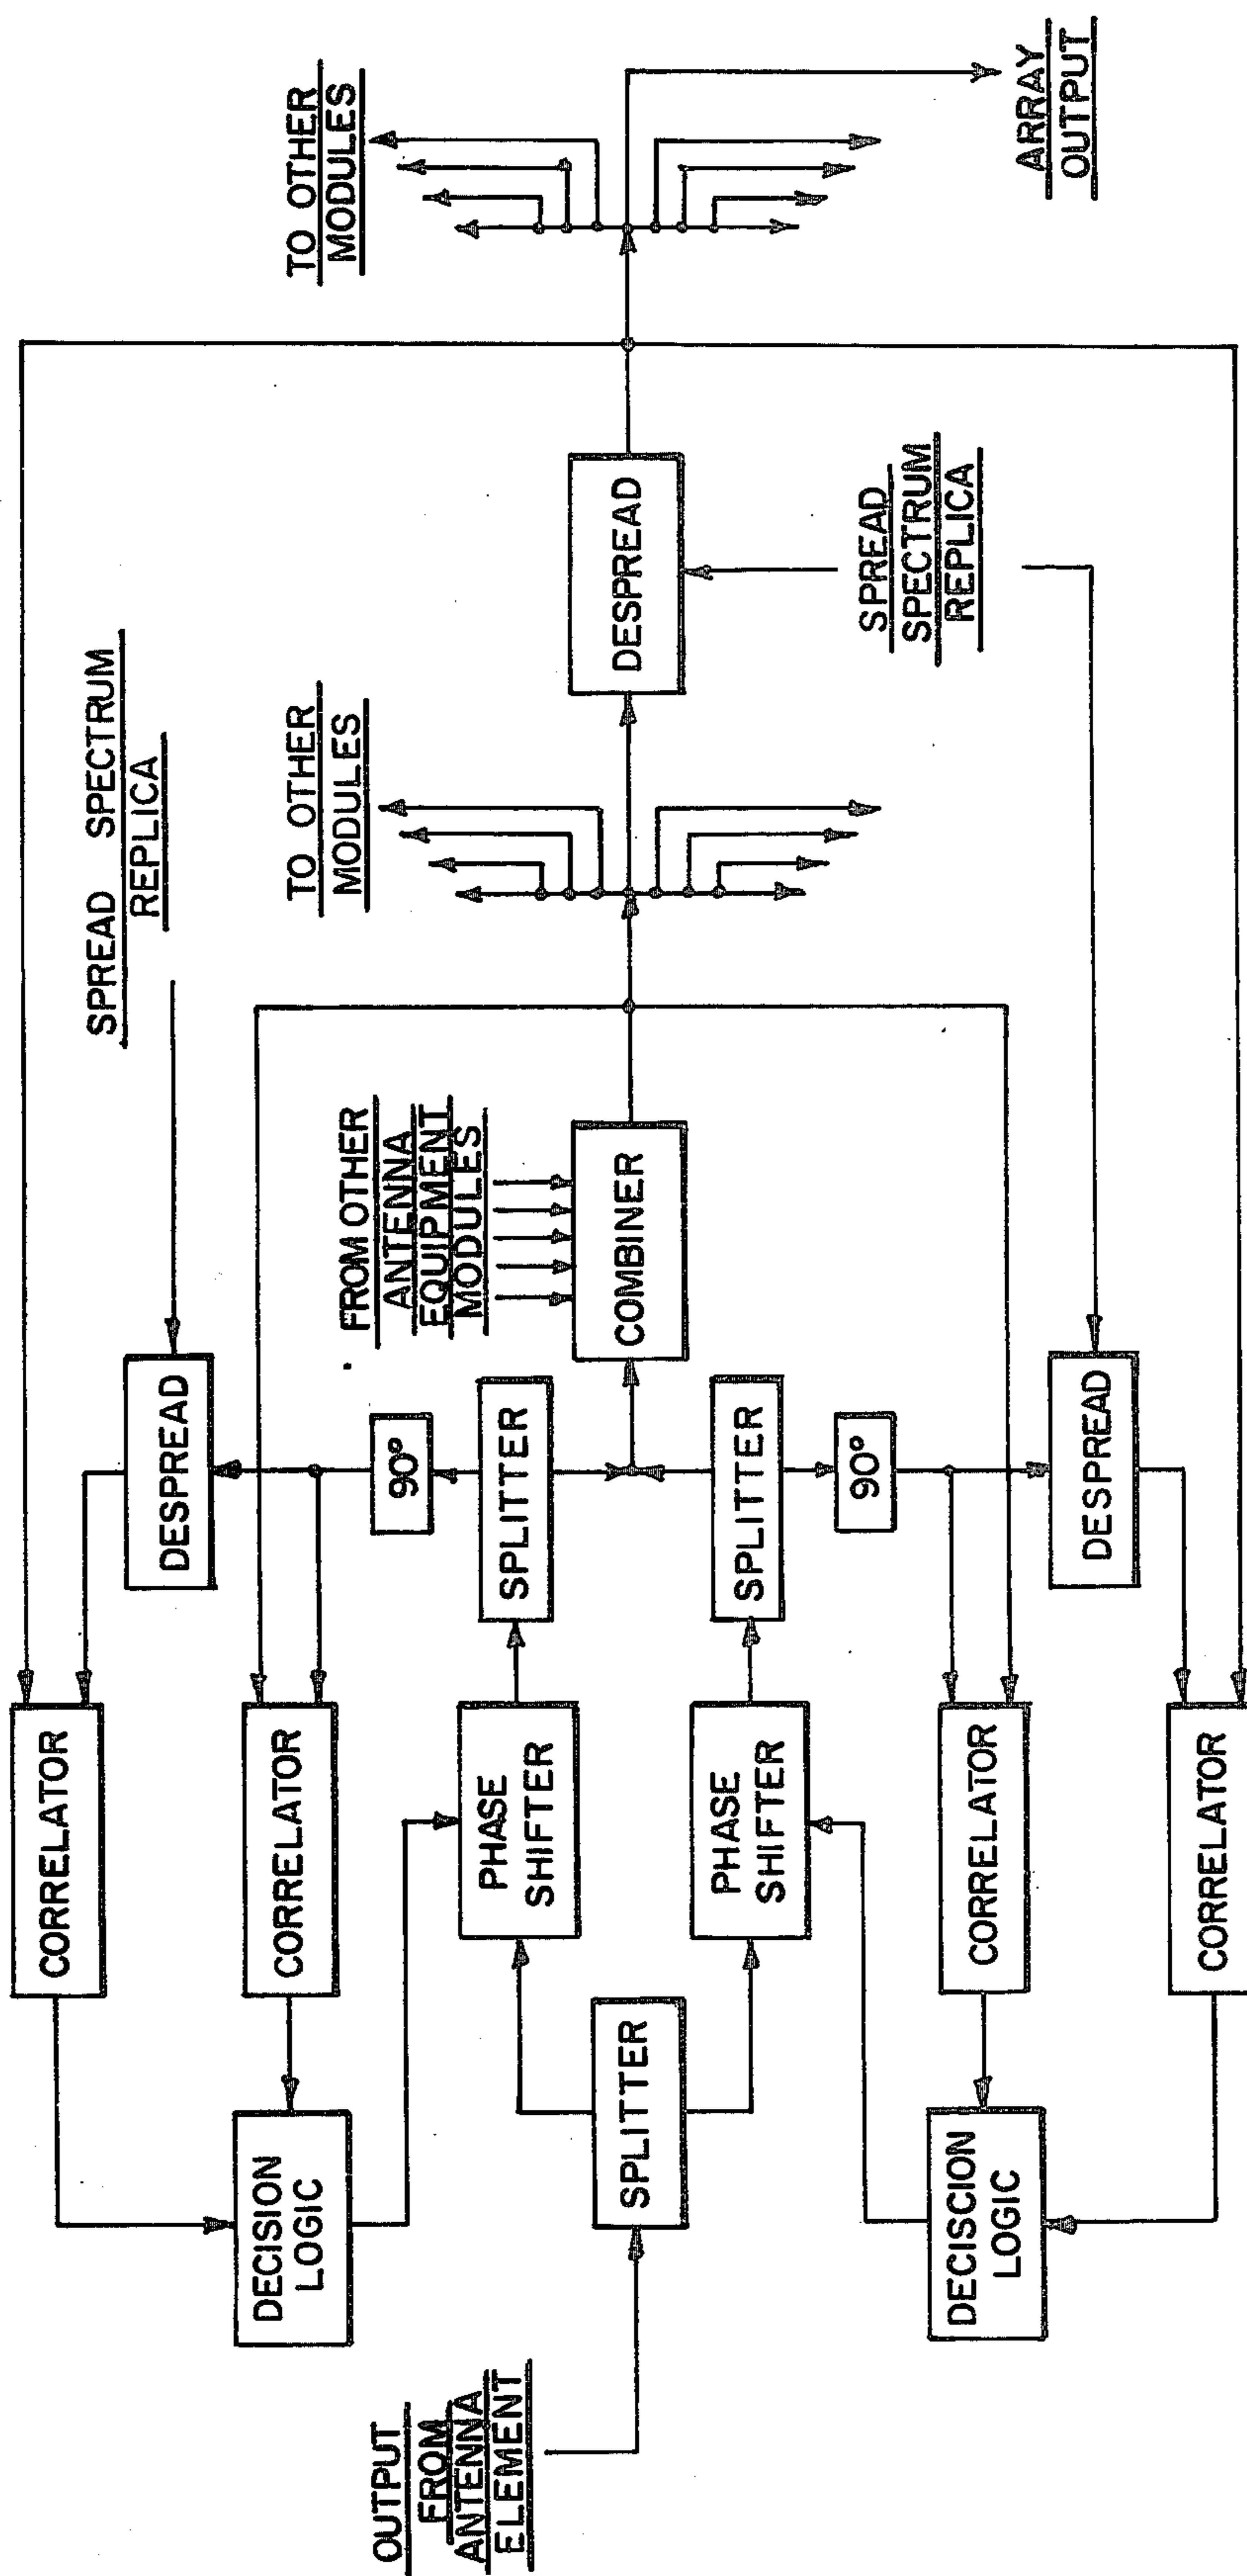 OUTPUT
FROM
ANTENNA
ELEMENT
SPLITTER
DECISION
LOGIC
DECISCION
LOGIC
CORRELATOR
CORRELATOR
PHASE
SHIFTER
PHASE
SHIFTER
CORRELATOR
CORRELATOR
DESPREAD
90°
SPLITTER
SPLITTER
90°
DESPREAD
SPREAD SPECTRUM
REPLICA
FROM OTHER
ANTENNA
EQUIPMENT
MODULES
COMBINER
TO OTHER
MODULES
DESPREAD
SPREAD
SPECTRUM
REPLICA
TO OTHER
MODULES
ARRAY
OUTPUT